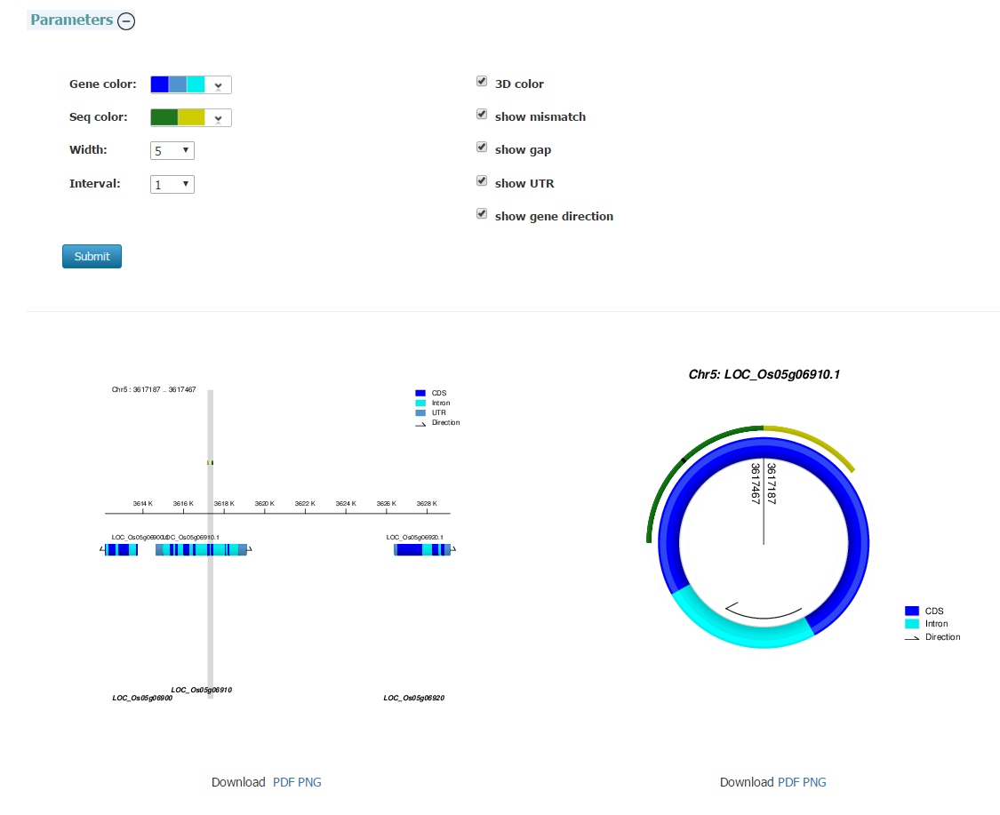 Parameters
Gene color:
Seq color:
Width: 5
Interval: 1
3D color
show mismatch
show gap
show UTR
show gene direction
Submit
Chr5 : 3617187 .. 3617467
CDS
Intron
UTR
Direction
3614 K 3616 K 3618 K 3620 K 3622 K 3624 K 3626 K 3628 K
LOC_Os05g06910.1 LOC_Os05g06920.1
LOC_Os05g06910
LOC_Os05g06900 LOC_Os05g06920
Download PDF PNG
Chr5: LOC_Os05g06910.1
3617467
3617187
CDS
Intron
Direction
Download PDF PNG